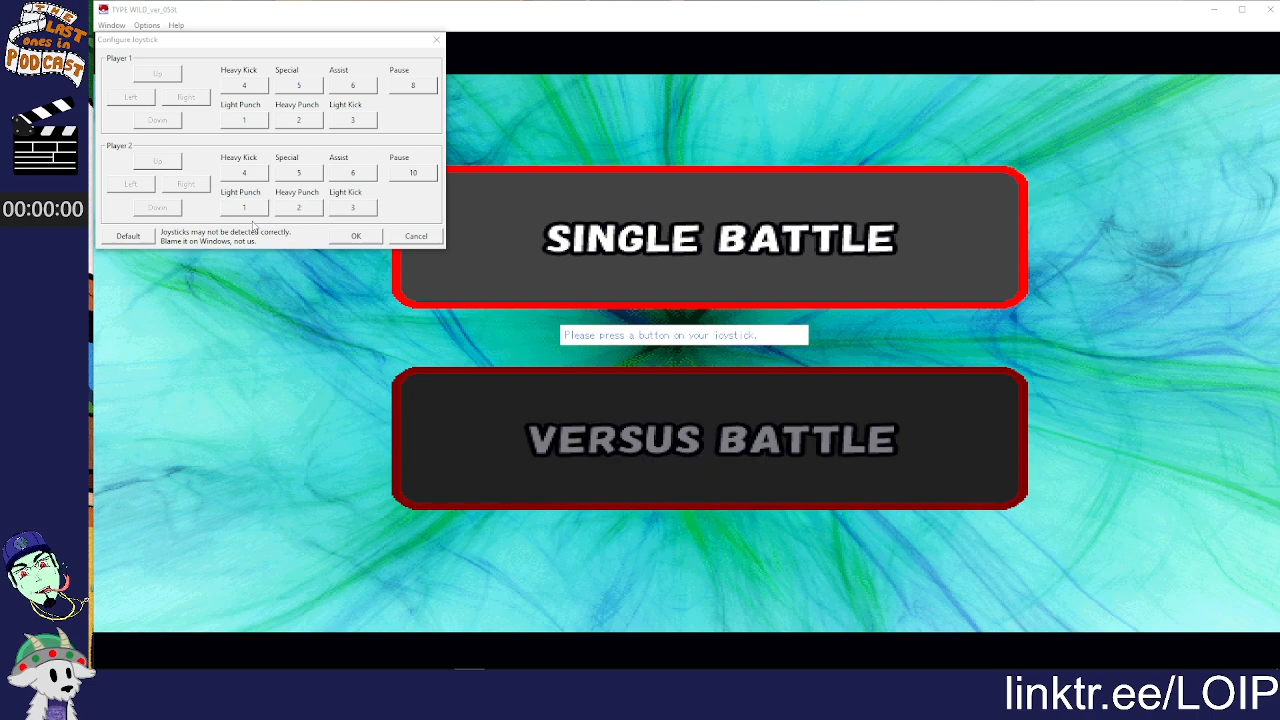 THE
LAST
ones in
PODCAST
00:00:00
TYPE WILD_ver_053t
Window Options Help
Configure Joystick
Player 1
Up
Left Right
Down
Heavy Kick Special Assist Pause
4 5 6 8
Light Punch Heavy Punch Light Kick
1 2 3
Player 2
Up
Left Right
Down
Heavy Kick Special Assist Pause
4 5 6 10
Light Punch Heavy Punch Light Kick
1 2 3
Default
Joysticks may not be detected correctly.
Blame it on Windows, not us.
OK Cancel
SINGLE BATTLE
Please press a button on your joystick.
VERSUS BATTLE
linktr.ee/LOIP